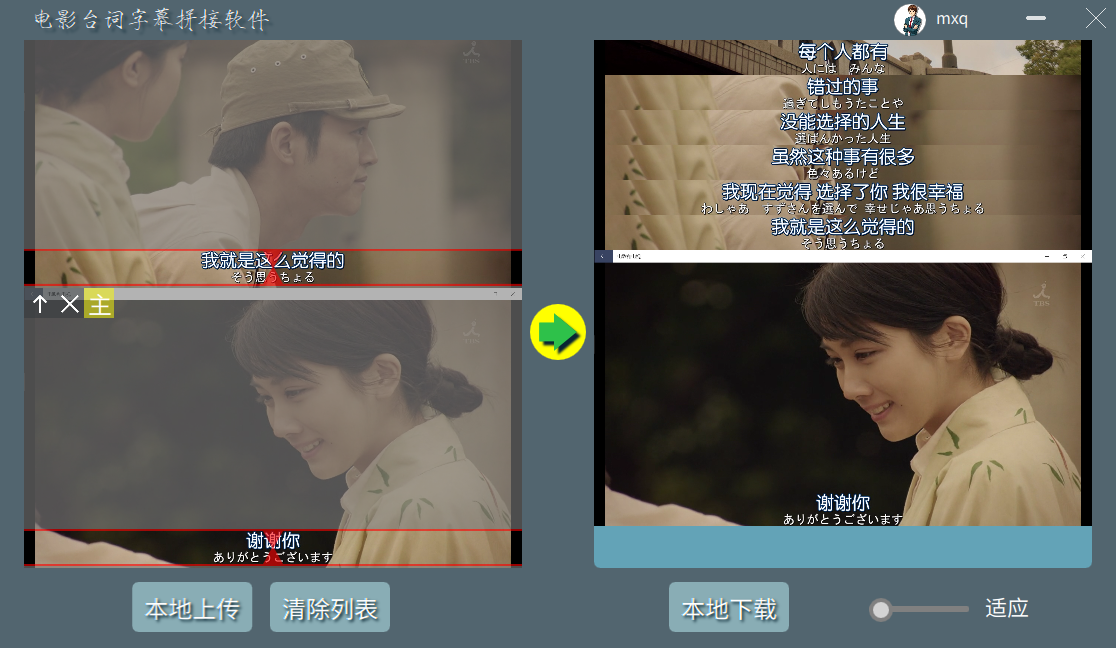 电影台词字幕拼接软件
mxq
TBS
我就是这么觉得的
そう思うちょる
主
谢谢你
ありがとうございます
每个人都有
人には　みんな
错过的事
過ぎてしもうたことや
没能选择的人生
選ばんかった人生
虽然这种事有很多
色々あるけど
我现在觉得 选择了你 我很幸福
わしゃあ　すずさんを選んで 幸せじゃあ思うちょる
我就是这么觉得的
そう思うちょる
TBS
谢谢你
ありがとうございます
本地上传
清除列表
本地下载
适应